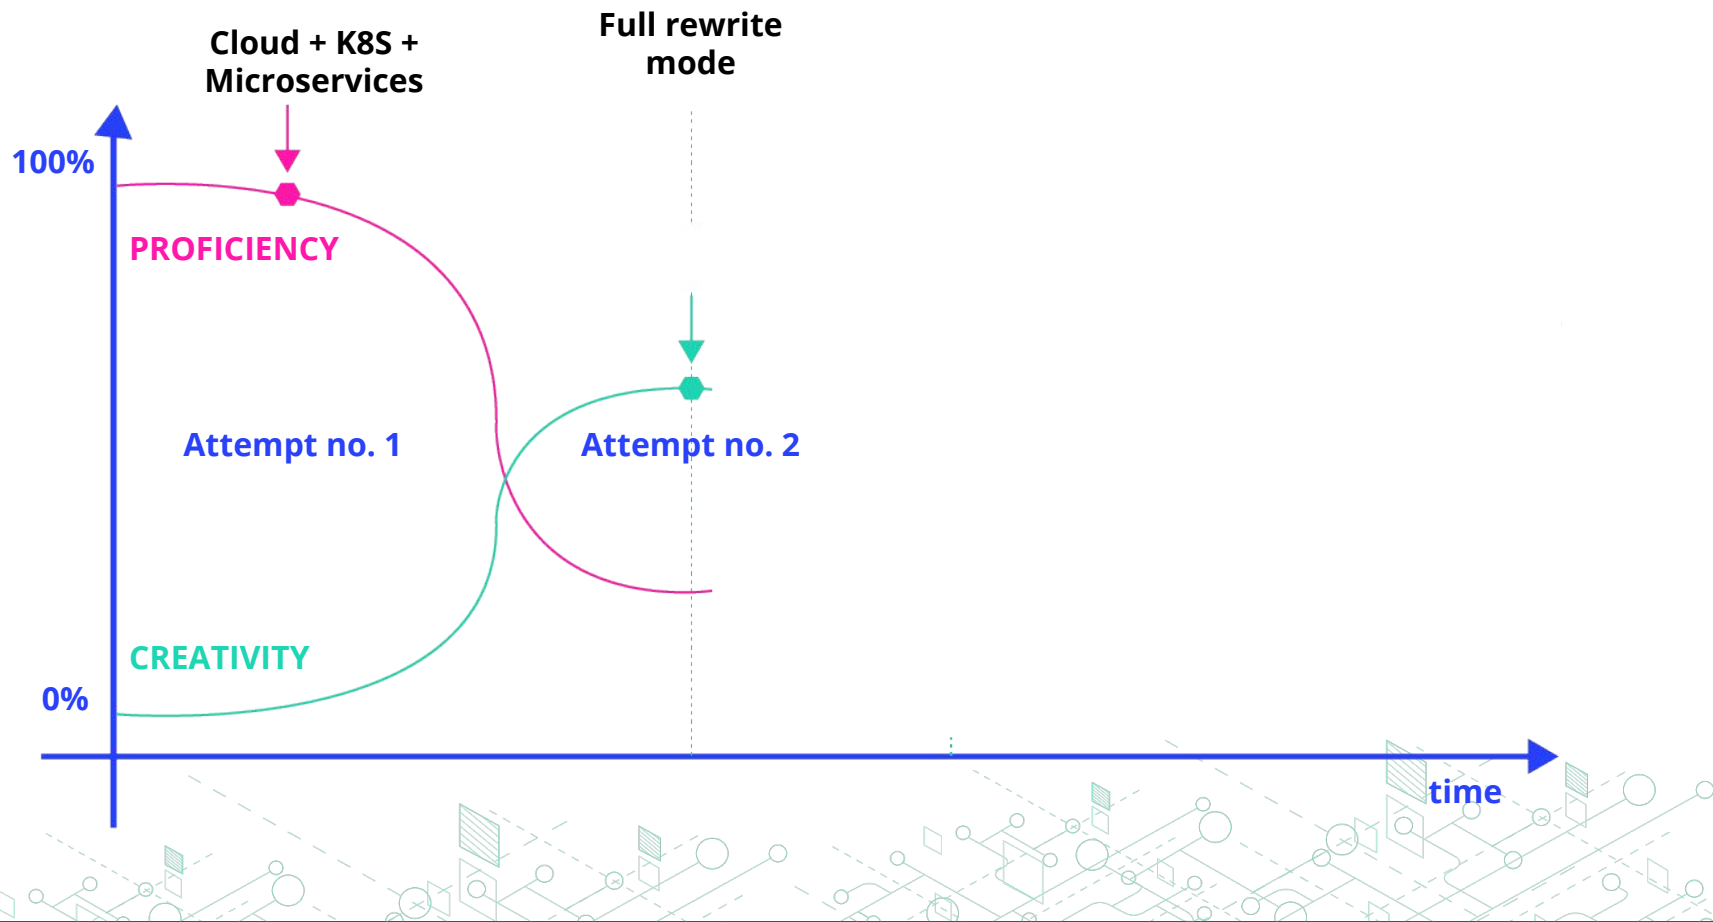 Cloud + K8S +
Microservices
Full rewrite
mode
100%
PROFICIENCY
Attempt no. 1
Attempt no. 2
CREATIVITY
0%
time